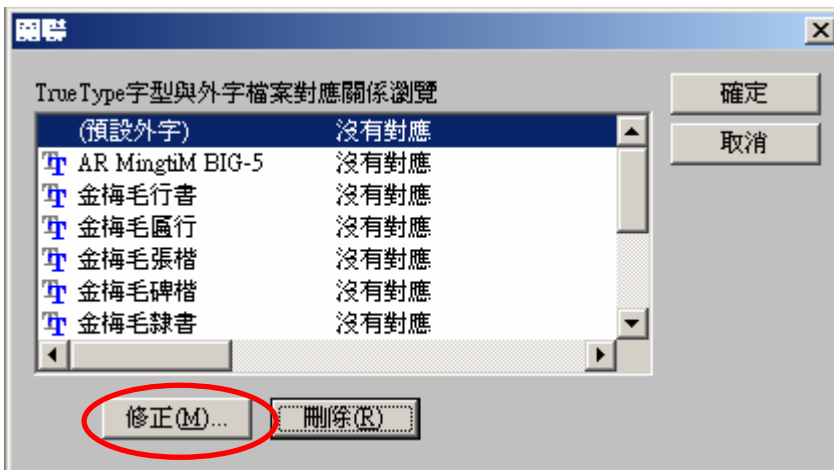 關聯
TrueType字型與外字檔案對應關係瀏覽
(預設外字) 沒有對應
AR MingtiM BIG-5 沒有對應
金梅毛行書 沒有對應
金梅毛匾行 沒有對應
金梅毛張楷 沒有對應
金梅毛碑楷 沒有對應
金梅毛隸書 沒有對應
確定
取消
修正(M)...
刪除(R)